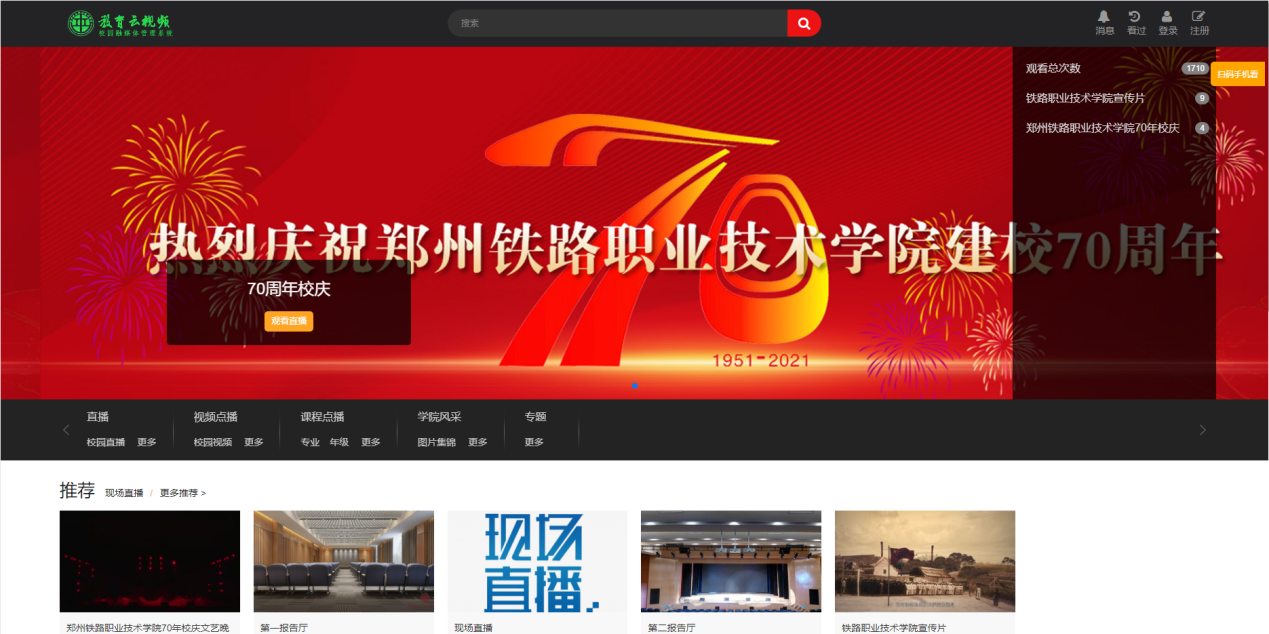 教育云视频
校园融媒体管理系统
搜索
消息 看过 登录 注册
观看总次数 1710
扫码手机看
铁路职业技术学院宣传片 9
郑州铁路职业技术学院70年校庆 4
70
热烈庆祝郑州铁路职业技术学院建校70周年
70周年校庆
观看直播
1951-2021
直播 视频点播 课程点播 学院风采 专题
校园直播 更多 校园视频 更多 专业 年级 更多 图片集锦 更多 更多
推荐 现场直播 / 更多推荐 >
现场
直播.
郑州铁路职业技术学院70年校庆文艺晚 第一报告厅 现场直播 第二报告厅 铁路职业技术学院宣传片